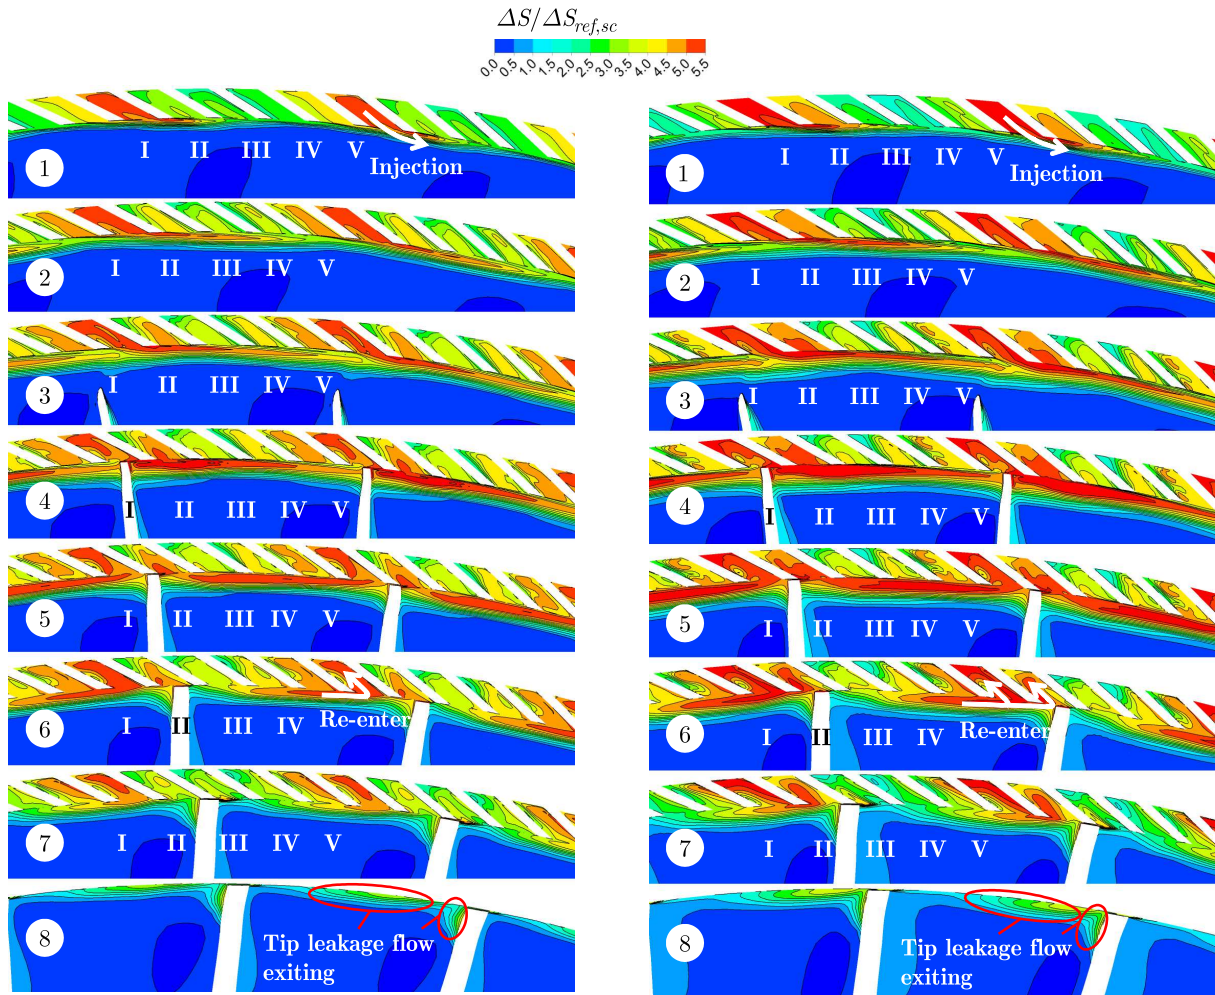 ΔS/ΔS_ref,sc
0.0 0.5 1.0 1.5 2.0 2.5 3.0 3.5 4.0 4.5 5.0 5.5
I II III IV V
Injection
1
I II III IV V
2
I II III IV V
3
I II III IV V
4
I II III IV V
5
I II III IV
Re-enter
6
I II III IV V
7
8
Tip leakage flow
exiting
I II III IV V
Injection
1
I II III IV V
2
I II III IV V
3
I II III IV V
4
I II III IV V
5
I II III IV
Re-enter
6
I II III IV V
7
8
Tip leakage flow
exiting